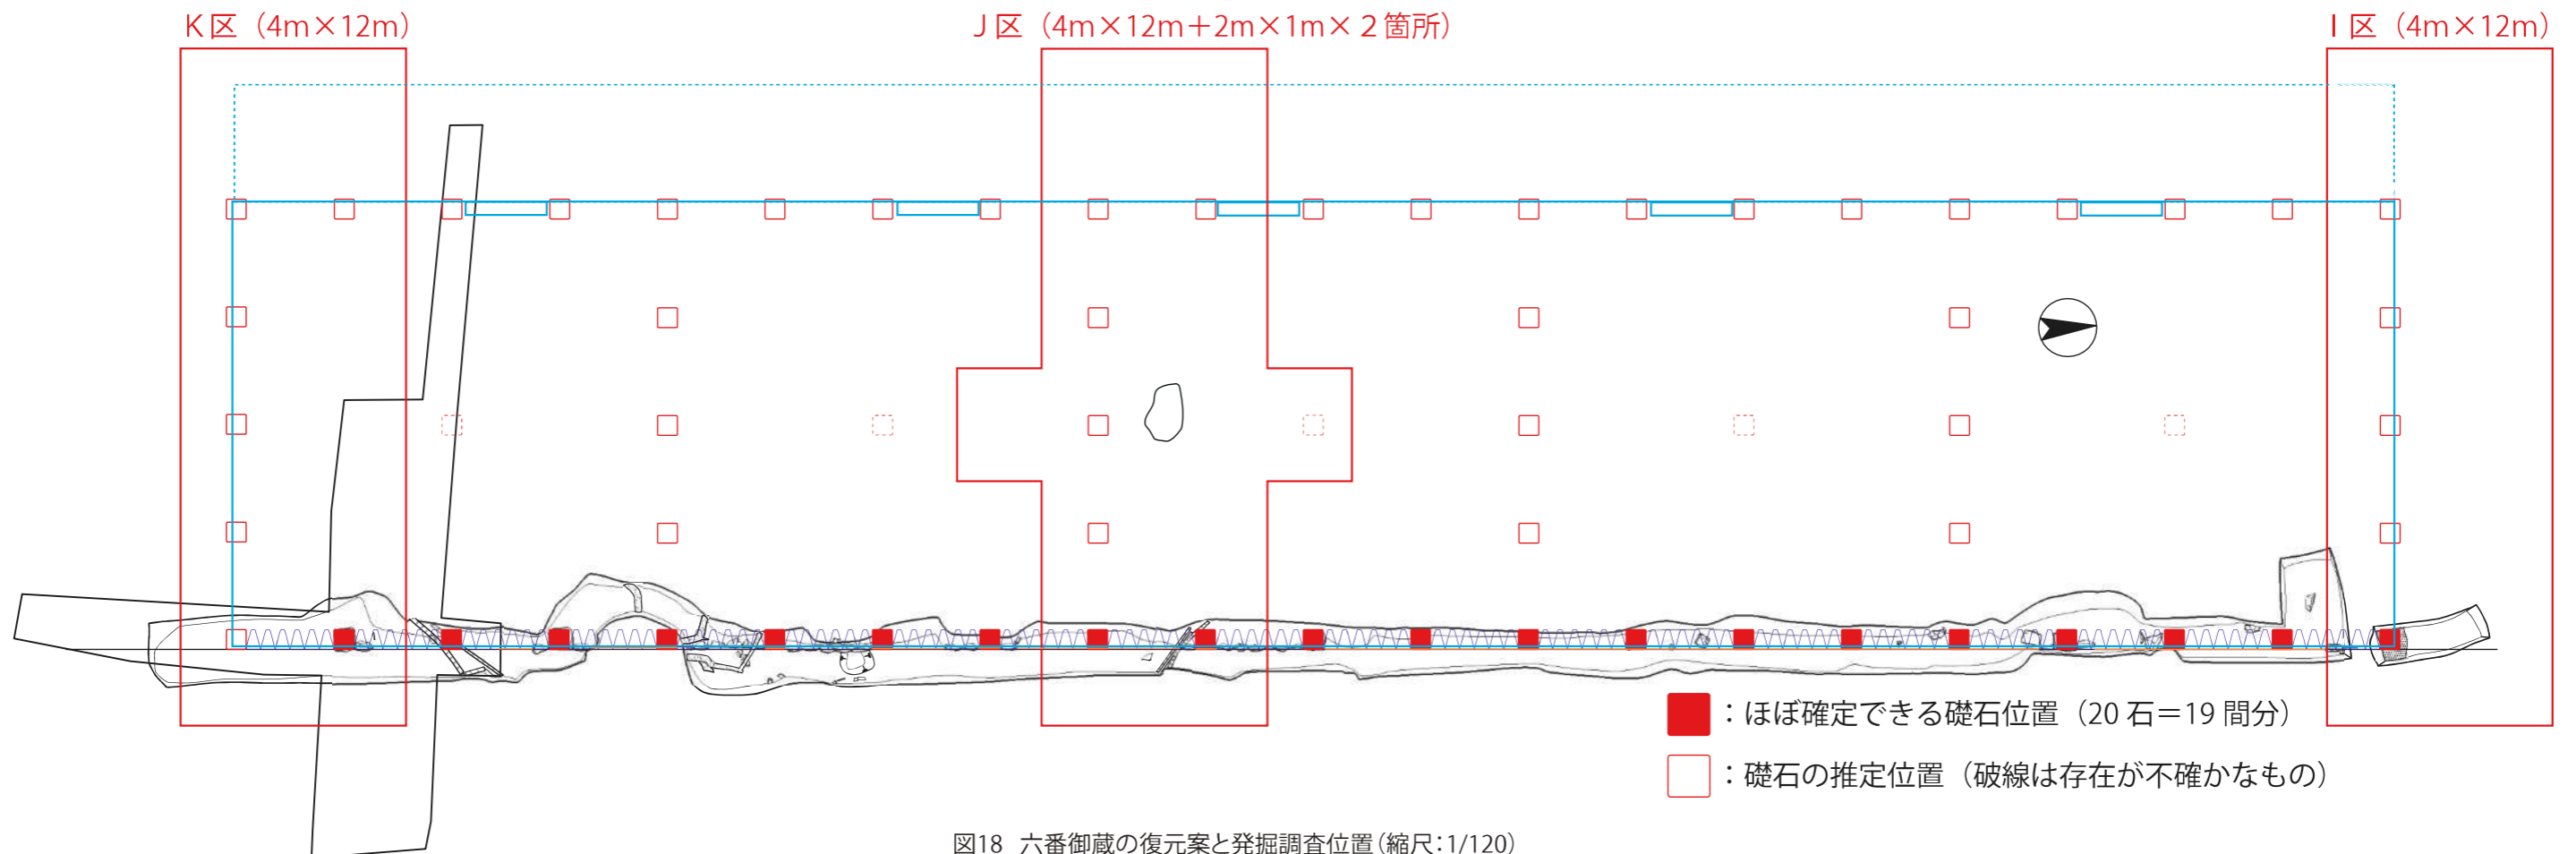 K区（4m×12m）
J区（4m×12m＋2m×1m×２箇所）
I区（4m×12m）
：ほぼ確定できる礎石位置（20石＝19間分）
：礎石の推定位置（破線は存在が不確かなもの）
図18 六番御蔵の復元案と発掘調査位置（縮尺：1/120）